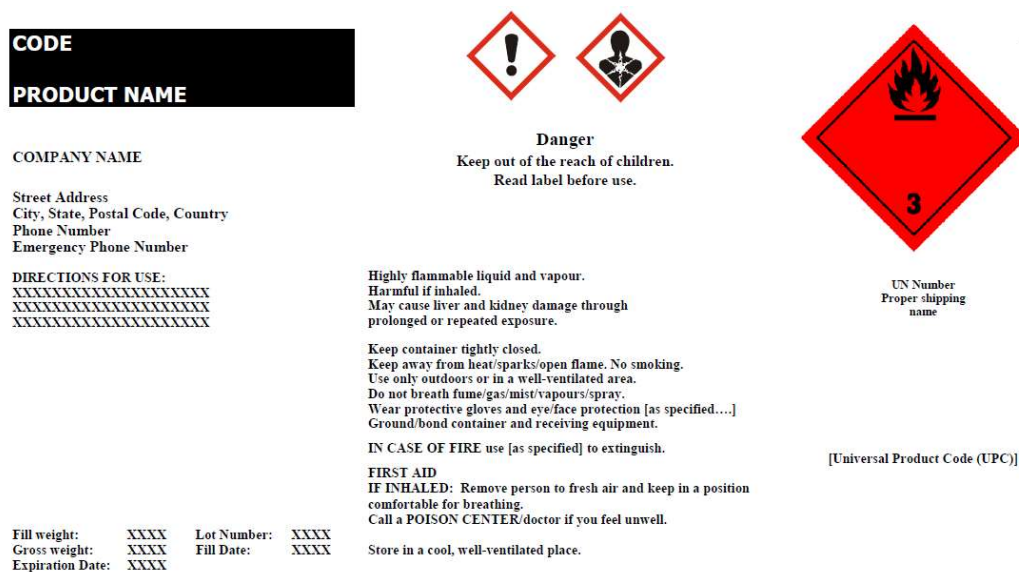 CODE
PRODUCT NAME
COMPANY NAME
Street Address
City, State, Postal Code, Country
Phone Number
Emergency Phone Number
DIRECTIONS FOR USE:
XXXXXXXXXXXXXXXXXXXX
XXXXXXXXXXXXXXXXXXXX
XXXXXXXXXXXXXXXXXXXX
Fill weight: XXXX Lot Number: XXXX
Gross weight: XXXX Fill Date: XXXX
Expiration Date: XXXX
Danger
Keep out of the reach of children.
Read label before use.
Highly flammable liquid and vapour.
Harmful if inhaled.
May cause liver and kidney damage through
prolonged or repeated exposure.
Keep container tightly closed.
Keep away from heat/sparks/open flame. No smoking.
Use only outdoors or in a well-ventilated area.
Do not breath fume/gas/mist/vapours/spray.
Wear protective gloves and eye/face protection [as specified….]
Ground/bond container and receiving equipment.
IN CASE OF FIRE use [as specified] to extinguish.
FIRST AID
IF INHALED: Remove person to fresh air and keep in a position
comfortable for breathing.
Call a POISON CENTER/doctor if you feel unwell.
Store in a cool, well-ventilated place.
3
UN Number
Proper shipping
name
[Universal Product Code (UPC)]